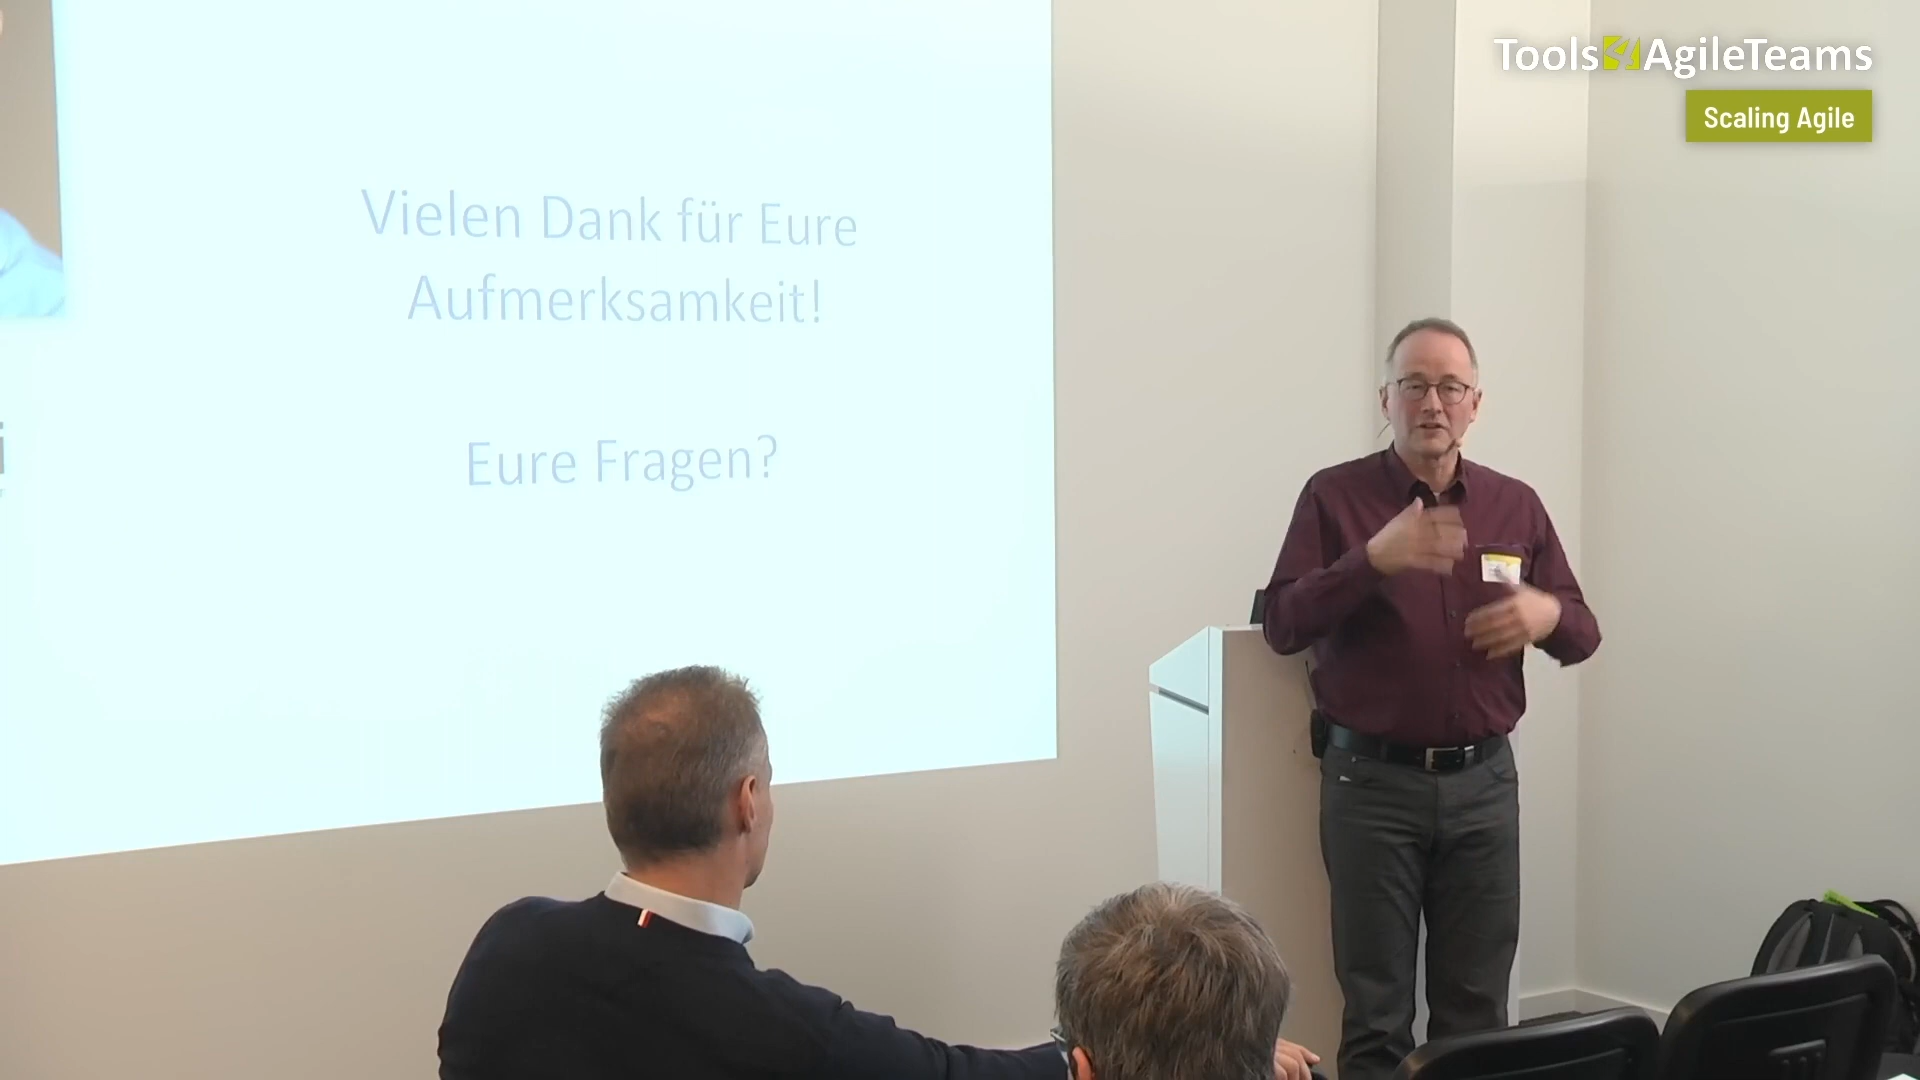 Tools4AgileTeams
Scaling Agile
Vielen Dank für Eure
Aufmerksamkeit!
Eure Fragen?